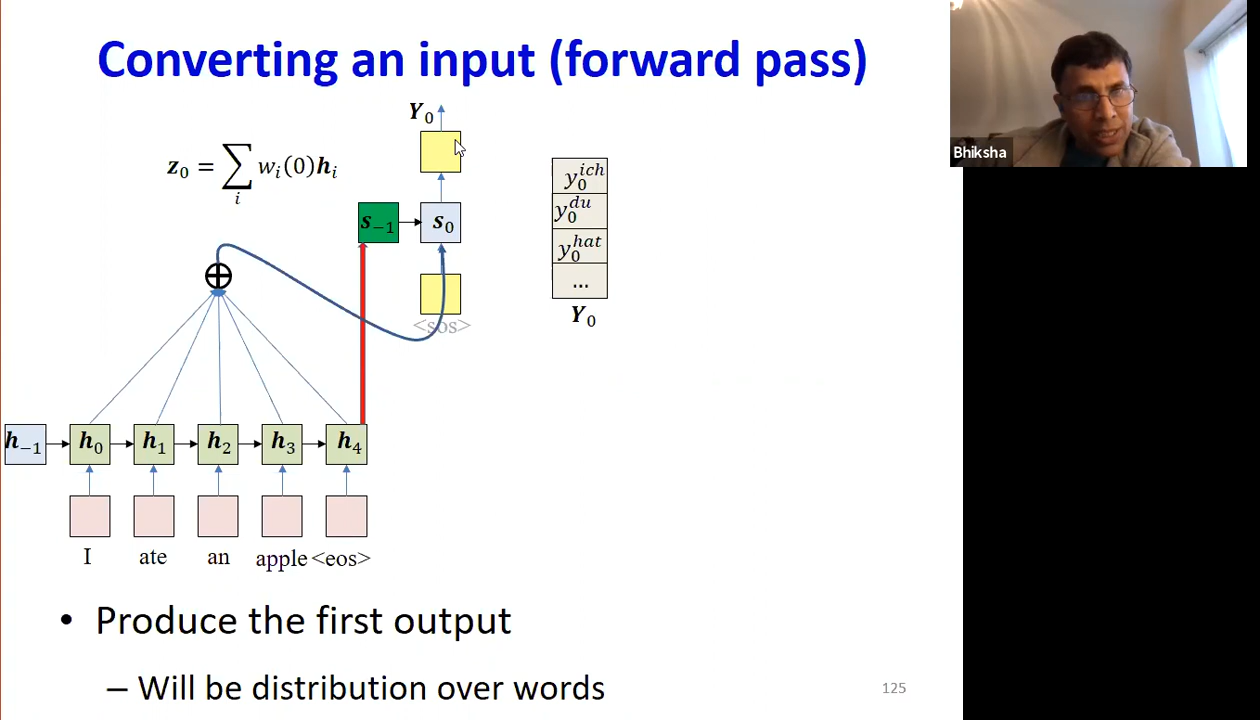 Converting an input (forward pass)
Y₀
z₀ = ∑ᵢ wᵢ(0)hᵢ
s₋₁ s₀
<sos>
y₀ⁱᶜʰ
y₀ᵈᵘ
y₀ʰᵃᵗ
...
Y₀
h₋₁ h₀ h₁ h₂ h₃ h₄
I ate an apple <eos>
• Produce the first output
– Will be distribution over words
125
Bhiksha